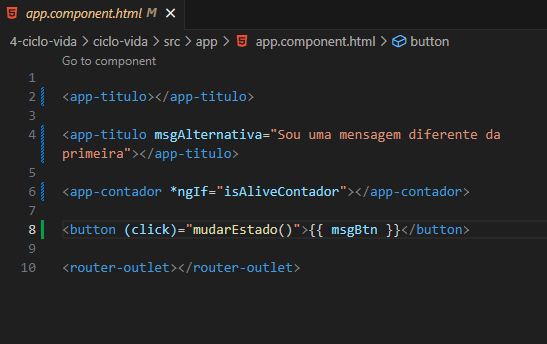 app.component.html M
4-ciclo-vida > ciclo-vida > src > app > app.component.html > button
Go to component
1
2 <app-titulo></app-titulo>
3
4 <app-titulo msgAlternativa="Sou uma mensagem diferente da
primeira"></app-titulo>
5
6 <app-contador *ngIf="isAliveContador"></app-contador>
7
8 <button (click)="mudarEstado()">{{ msgBtn }}</button>
9
10 <router-outlet></router-outlet>